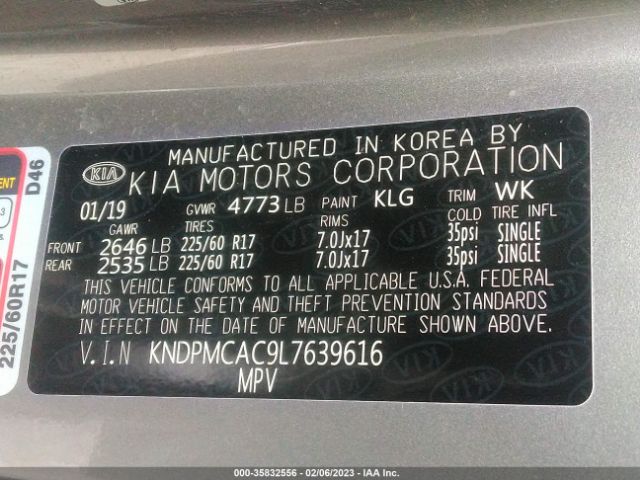 MANUFACTURED IN KOREA BY
KIA KIA MOTORS CORPORATION
01/19 GVWR 4773 LB PAINT KLG TRIM WK
GAWR TIRES RIMS COLD TIRE INFL
FRONT 2646 LB 225/60 R17 7.0Jx17 35psi SINGLE
REAR 2535 LB 225/60 R17 7.0Jx17 35psi SINGLE
THIS VEHICLE CONFORMS TO ALL APPLICABLE U.S.A. FEDERAL
MOTOR VEHICLE SAFETY AND THEFT PREVENTION STANDARDS
IN EFFECT ON THE DATE OF MANUFACTURE SHOWN ABOVE.
V.I.N KNDPMCAC9L7639616
MPV
D46
225/60R17
3
000-35832556 | 02/06/2023 | IAA Inc.